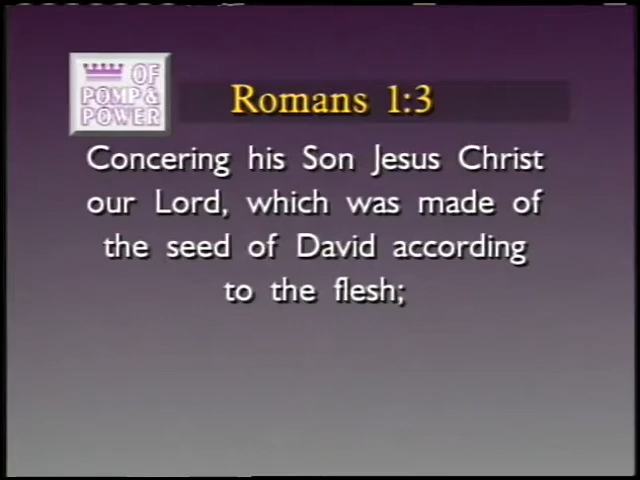 OF
POMP &
POWER
Romans 1:3
Concering his Son Jesus Christ
our Lord, which was made of
the seed of David according
to the flesh;